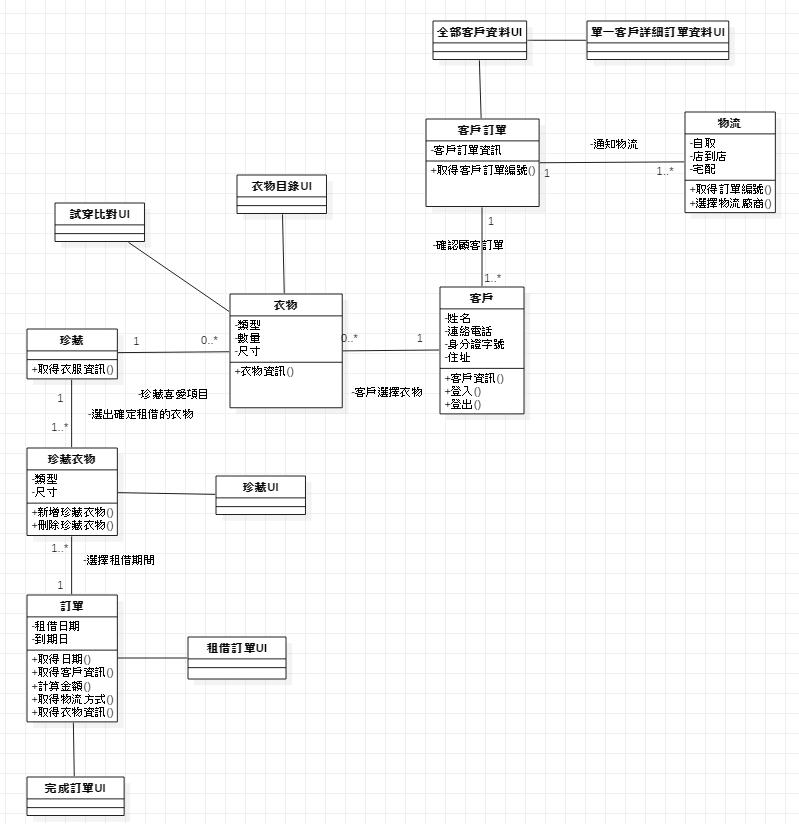 全部客戶資料UI
單一客戶詳細訂單資料UI
客戶訂單
-客戶訂單資訊
+取得客戶訂單編號()
-通知物流
1
1..*
物流
-自取
-店到店
-宅配
+取得訂單編號()
+選擇物流廠商()
衣物目錄UI
試穿比對UI
1
-確認顧客訂單
1..*
衣物
-類型
-數量
-尺寸
+衣物資訊()
客戶
-姓名
-連絡電話
-身分證字號
-住址
+客戶資訊()
+登入()
+登出()
珍藏
+取得衣服資訊()
1
0..*
0..*
1
-珍藏喜愛項目
-客戶選擇衣物
1
-選出確定租借的衣物
1..*
珍藏衣物
-類型
-尺寸
+新增珍藏衣物()
+刪除珍藏衣物()
珍藏UI
1..*
-選擇租借期間
1
訂單
-租借日期
-到期日
+取得日期()
+取得客戶資訊()
+計算金額()
+取得物流方式()
+取得衣物資訊()
租借訂單UI
完成訂單UI